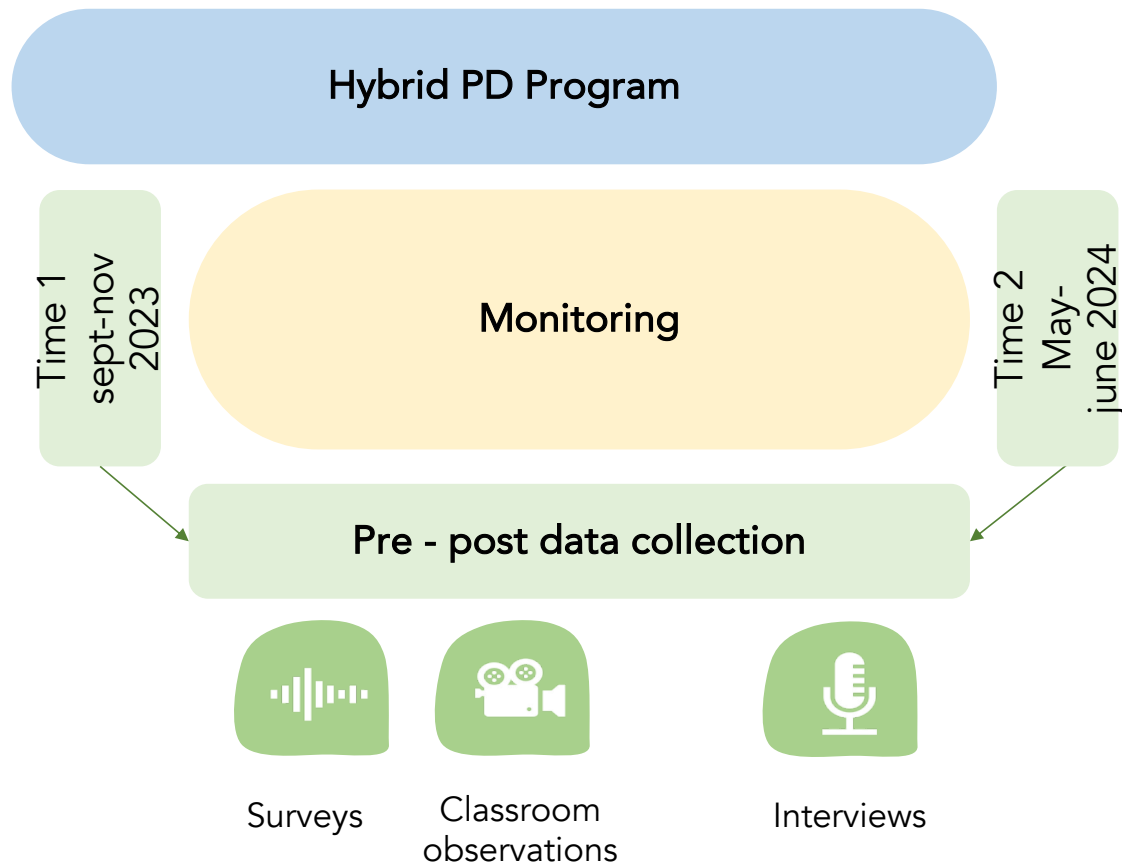 Hybrid PD Program
Time 1
sept-nov
2023
Monitoring
Time 2
May-
june 2024
Pre - post data collection
Surveys
Classroom
observations
Interviews